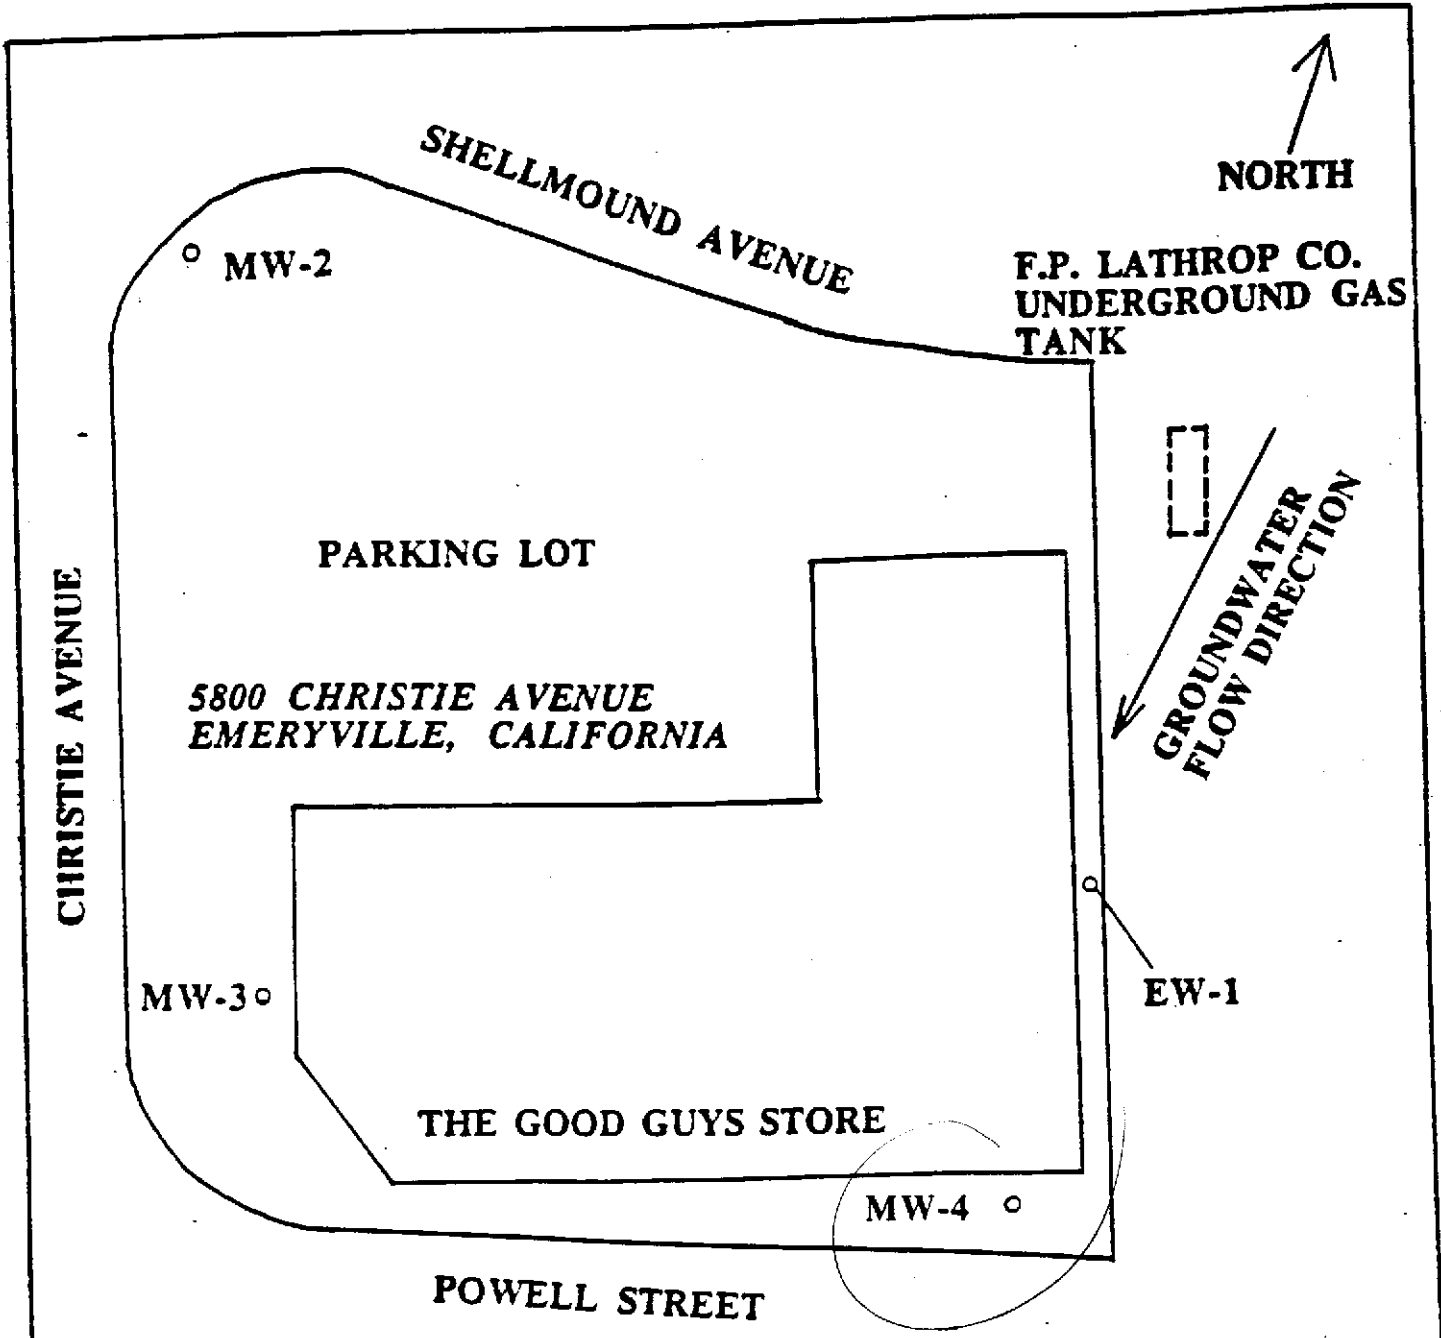 SHELLMOUND AVENUE
NORTH
F.P. LATHROP CO.
UNDERGROUND GAS
TANK
MW-2
GROUNDWATER
FLOW DIRECTION
PARKING LOT
CHRISTIE AVENUE
5800 CHRISTIE AVENUE
EMERYVILLE, CALIFORNIA
MW-3
EW-1
THE GOOD GUYS STORE
MW-4
POWELL STREET